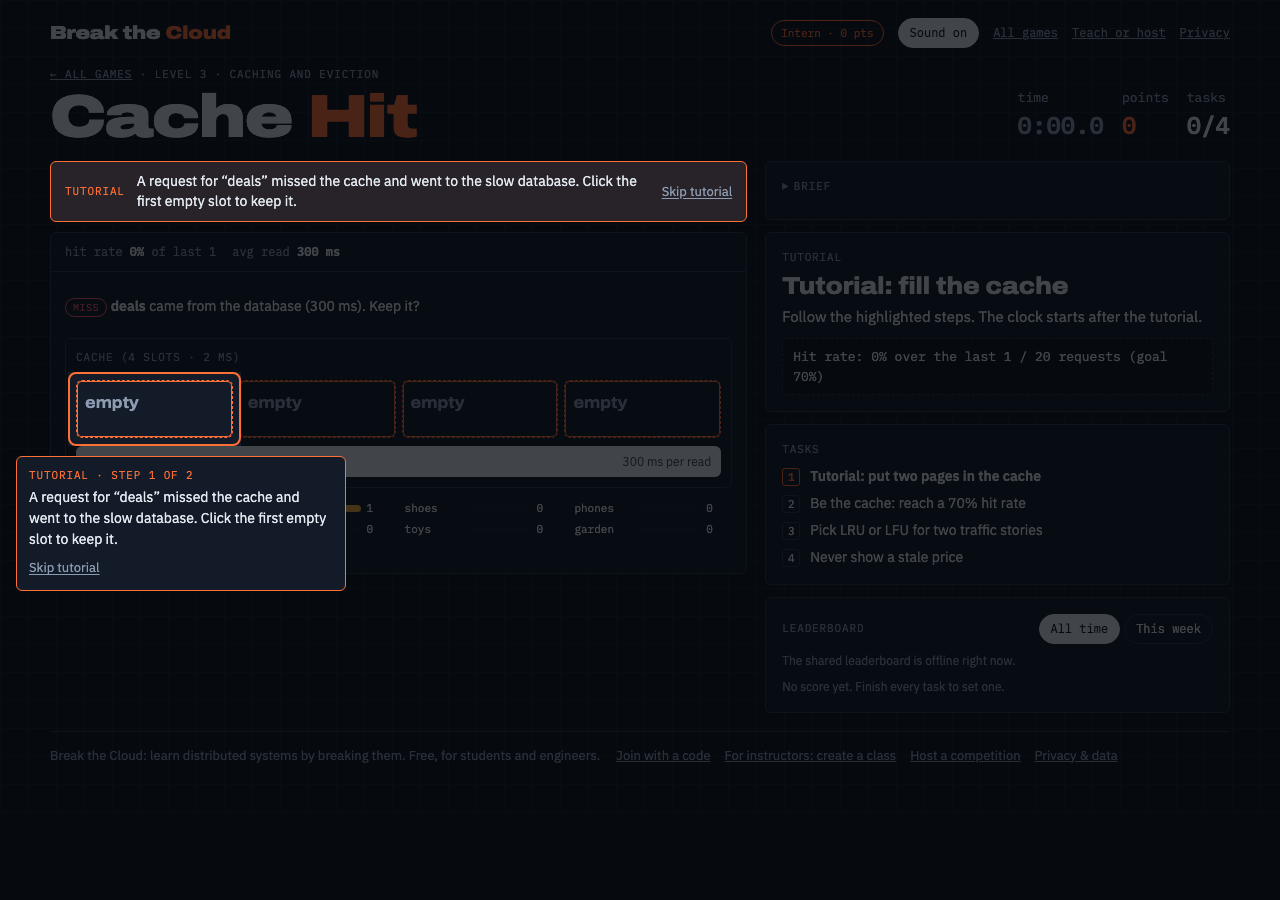 Break the Cloud
Intern · 0 pts
Sound on
All games
Teach or host
Privacy
← ALL GAMES · LEVEL 3 · CACHING AND EVICTION
Cache Hit
time
points
tasks
0:00.0
0
0/4
TUTORIAL
A request for “deals” missed the cache and went to the slow database. Click the
first empty slot to keep it.
Skip tutorial
▶ BRIEF
hit rate 0% of last 1 avg read 300 ms
MISS deals came from the database (300 ms). Keep it?
CACHE (4 SLOTS · 2 MS)
empty
empty
empty
empty
300 ms per read
1
shoes 0
phones 0
0
toys 0
garden 0
TUTORIAL · STEP 1 OF 2
A request for “deals” missed the cache and
went to the slow database. Click the first empty
slot to keep it.
Skip tutorial
TUTORIAL
Tutorial: fill the cache
Follow the highlighted steps. The clock starts after the tutorial.
Hit rate: 0% over the last 1 / 20 requests (goal
70%)
TASKS
1 Tutorial: put two pages in the cache
2 Be the cache: reach a 70% hit rate
3 Pick LRU or LFU for two traffic stories
4 Never show a stale price
LEADERBOARD
All time
This week
The shared leaderboard is offline right now.
No score yet. Finish every task to set one.
Break the Cloud: learn distributed systems by breaking them. Free, for students and engineers.
Join with a code
For instructors: create a class
Host a competition
Privacy & data